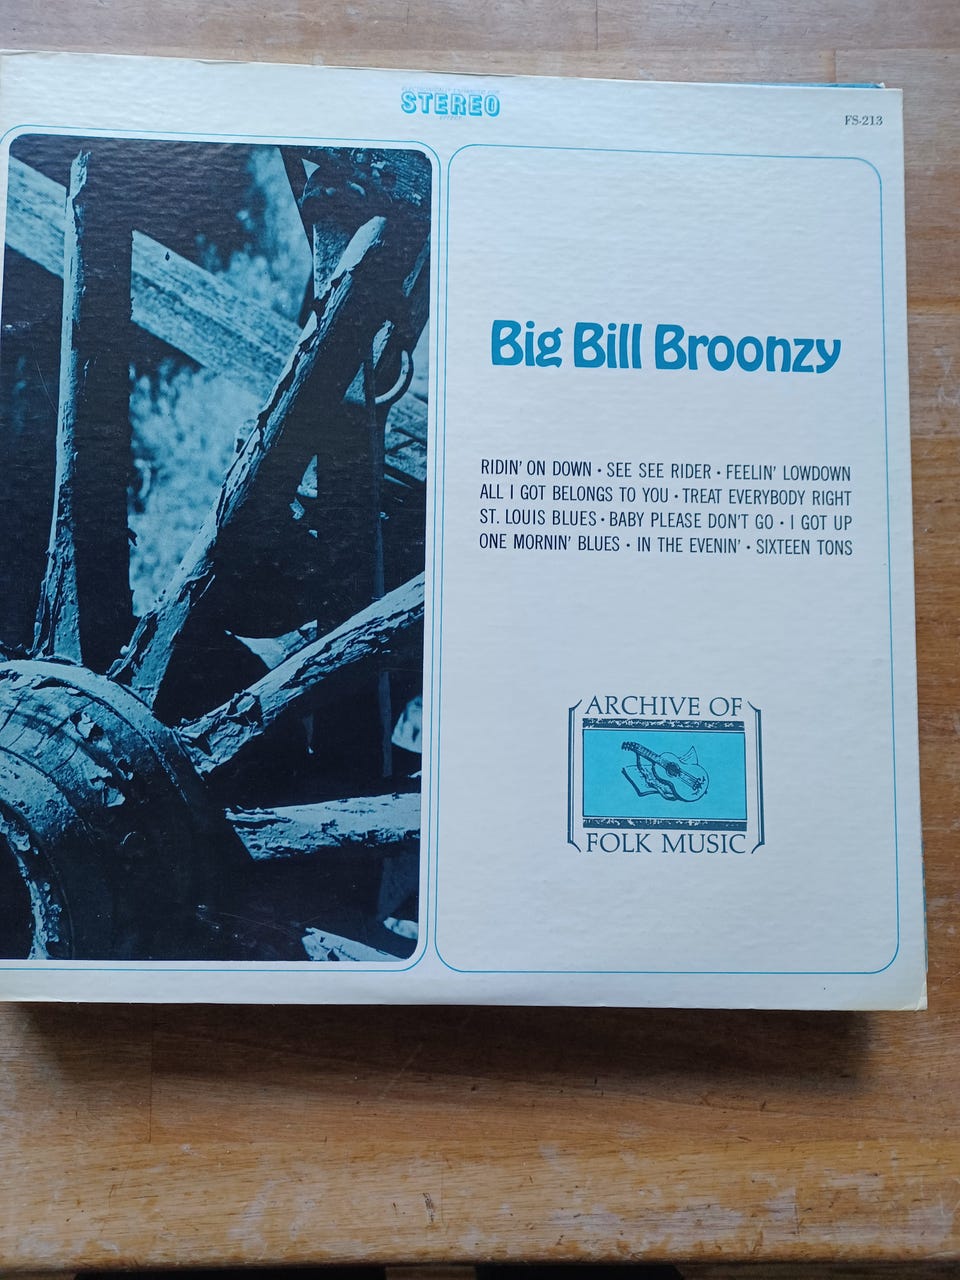 STEREO
FS-213
Big Bill Broonzy
RIDIN' ON DOWN • SEE SEE RIDER • FEELIN' LOWDOWN
ALL I GOT BELONGS TO YOU • TREAT EVERYBODY RIGHT
ST. LOUIS BLUES • BABY PLEASE DON'T GO • I GOT UP
ONE MORNIN' BLUES • IN THE EVENIN' • SIXTEEN TONS
ARCHIVE OF
FOLK MUSIC